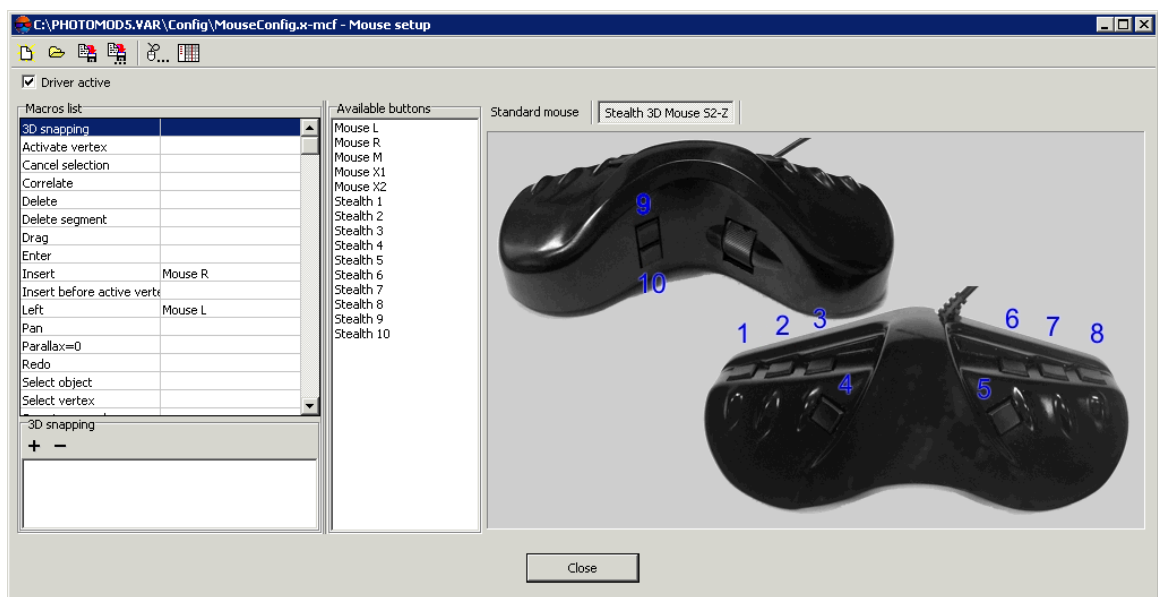 C:\PHOTOMOD5.VAR\Config\MouseConfig.x-mcf - Mouse setup
Driver active
Macros list
3D snapping
Activate vertex
Cancel selection
Correlate
Delete
Delete segment
Drag
Enter
Insert Mouse R
Insert before active verte
Left Mouse L
Pan
Parallax=0
Redo
Select object
Select vertex
3D snapping
+ −
Available buttons
Mouse L
Mouse R
Mouse M
Mouse X1
Mouse X2
Stealth 1
Stealth 2
Stealth 3
Stealth 4
Stealth 5
Stealth 6
Stealth 7
Stealth 8
Stealth 9
Stealth 10
Standard mouse Stealth 3D Mouse S2-Z
9
10
1 2 3 6 7 8
4 5
Close